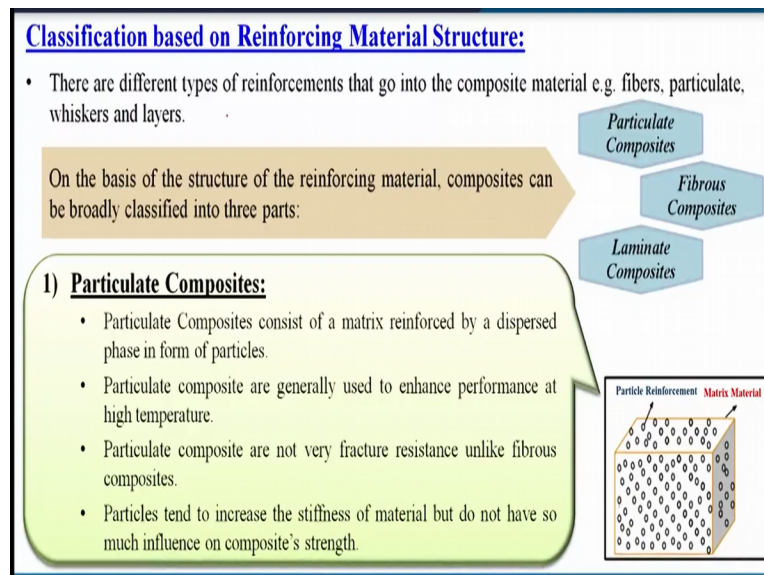 Classification based on Reinforcing Material Structure:
• There are different types of reinforcements that go into the composite material e.g. fibers, particulate,
whiskers and layers.
Particulate
Composites
On the basis of the structure of the reinforcing material, composites can
be broadly classified into three parts:
Fibrous
Composites
Laminate
Composites
1) Particulate Composites:
• Particulate Composites consist of a matrix reinforced by a dispersed
phase in form of particles.
• Particulate composite are generally used to enhance performance at
high temperature.
• Particulate composite are not very fracture resistance unlike fibrous
composites.
• Particles tend to increase the stiffness of material but do not have so
much influence on composite's strength.
Particle Reinforcement Matrix Material